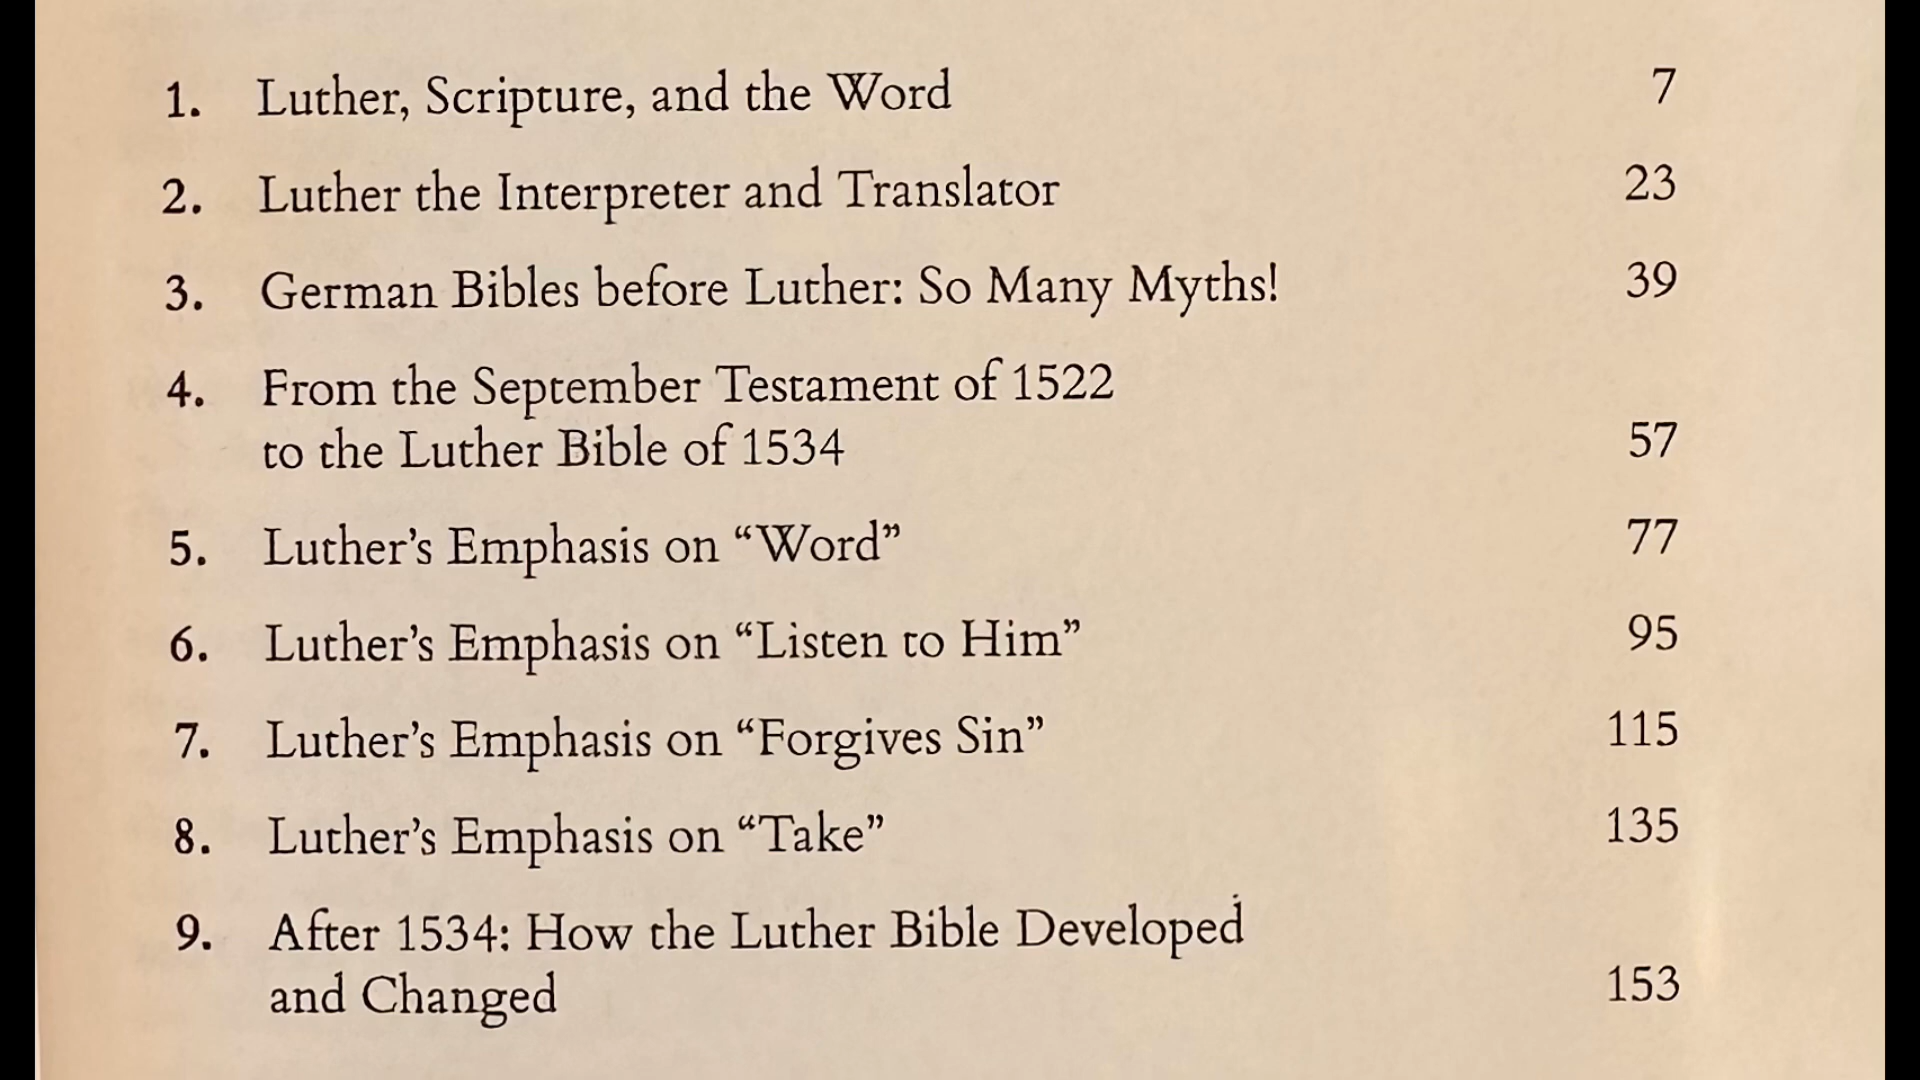 1. Luther, Scripture, and the Word 7
2. Luther the Interpreter and Translator 23
3. German Bibles before Luther: So Many Myths! 39
4. From the September Testament of 1522
to the Luther Bible of 1534 57
5. Luther’s Emphasis on “Word” 77
6. Luther’s Emphasis on “Listen to Him” 95
7. Luther’s Emphasis on “Forgives Sin” 115
8. Luther’s Emphasis on “Take” 135
9. After 1534: How the Luther Bible Developed
and Changed 153